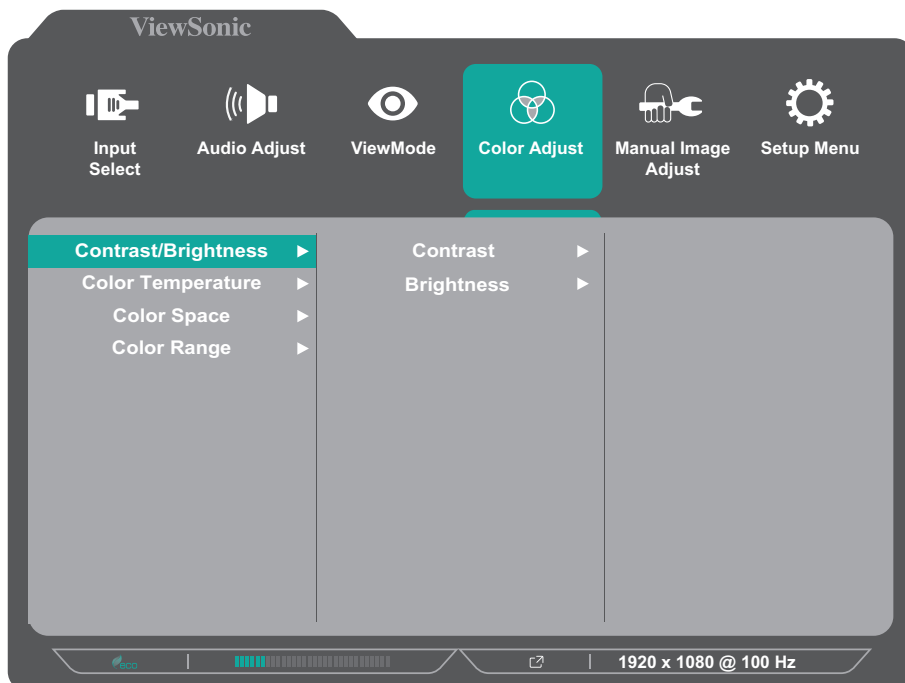 ViewSonic
Input Select
Audio Adjust
ViewMode
Color Adjust
Manual Image Adjust
Setup Menu
Contrast/Brightness
Color Temperature
Color Space
Color Range
Contrast
Brightness
eco
1920 x 1080 @ 100 Hz